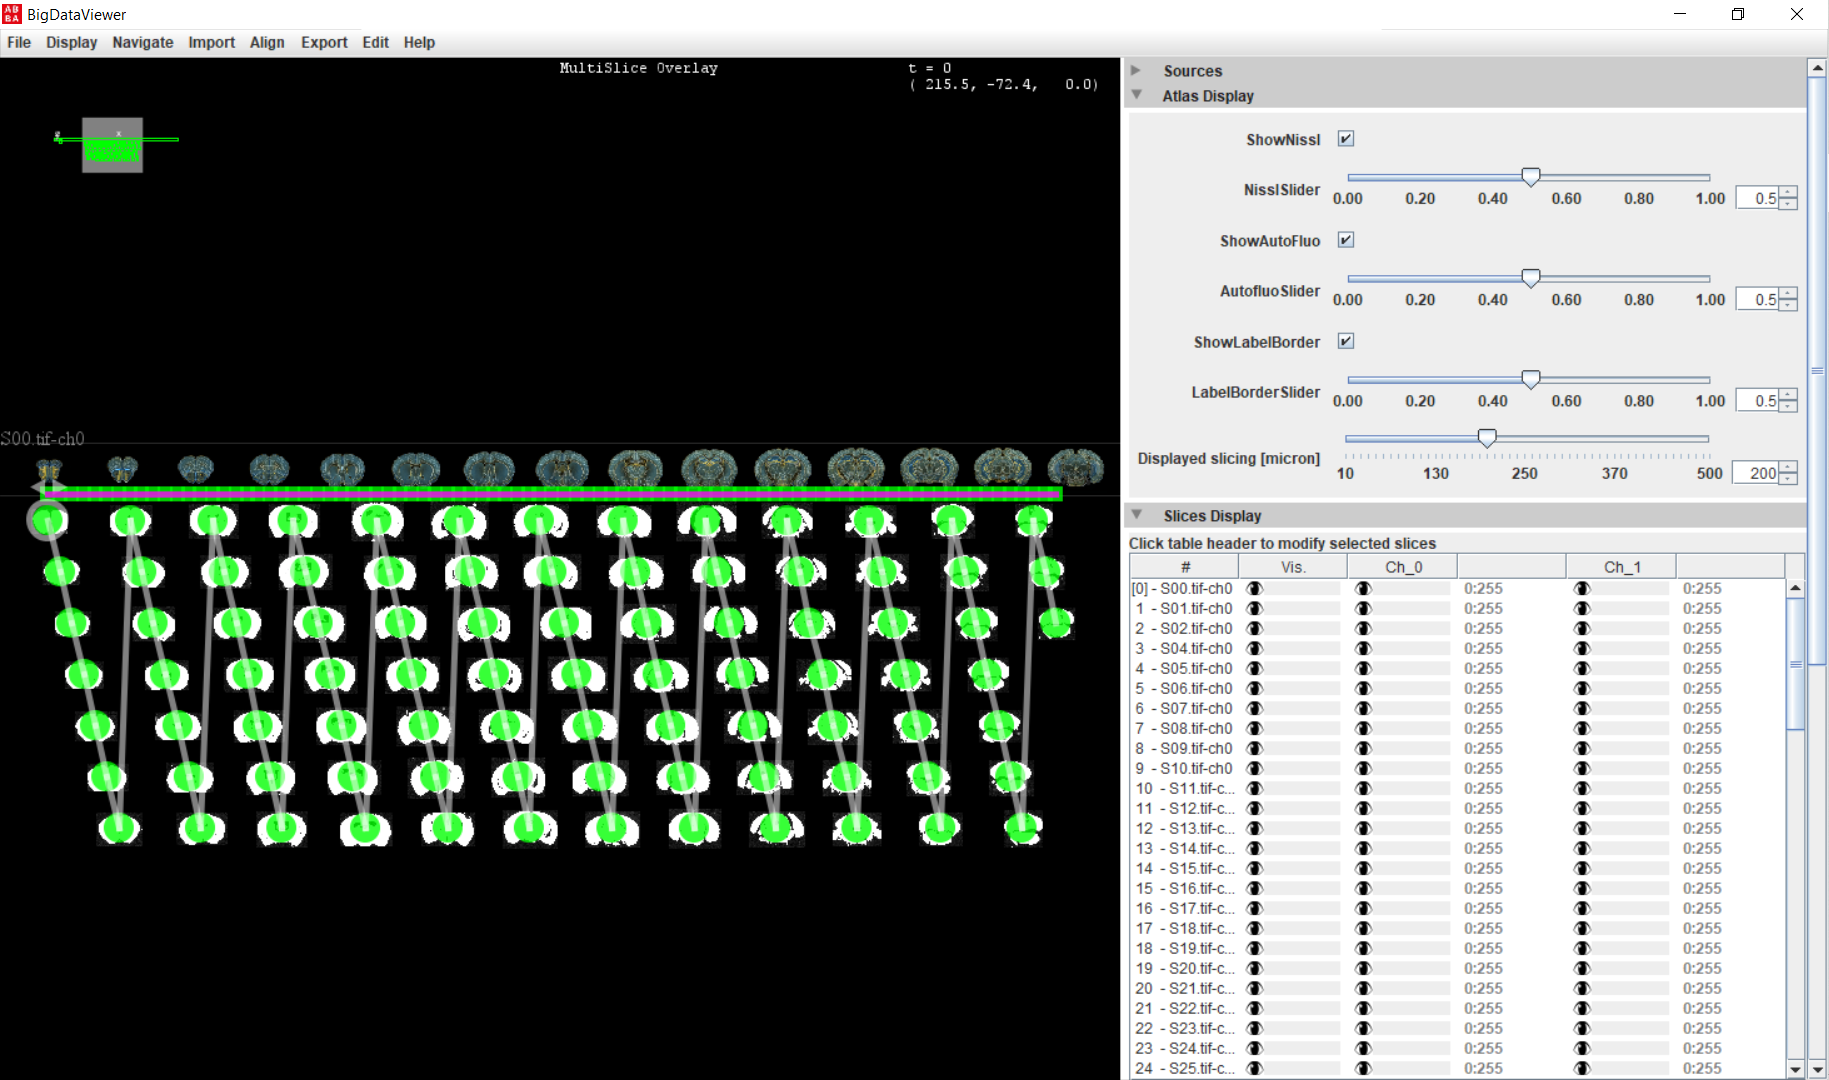 AB
BA
BigDataViewer
File Display Navigate Import Align Export Edit Help
MultiSlice Overlay t = 0
( 215.5, -72.4, 0.0)
S00.tif-ch0
Sources
Atlas Display
ShowNissl
NisslSlider 0.00 0.20 0.40 0.60 0.80 1.00 0.5
ShowAutoFluo
AutofluoSlider 0.00 0.20 0.40 0.60 0.80 1.00 0.5
ShowLabelBorder
LabelBorderSlider 0.00 0.20 0.40 0.60 0.80 1.00 0.5
Displayed slicing [micron] 10 130 250 370 500 200
Slices Display
Click table header to modify selected slices
# Vis. Ch_0 Ch_1
[0] - S00.tif-ch0 0:255 0:255
1 - S01.tif-ch0 0:255 0:255
2 - S02.tif-ch0 0:255 0:255
3 - S04.tif-ch0 0:255 0:255
4 - S05.tif-ch0 0:255 0:255
5 - S06.tif-ch0 0:255 0:255
6 - S07.tif-ch0 0:255 0:255
7 - S08.tif-ch0 0:255 0:255
8 - S09.tif-ch0 0:255 0:255
9 - S10.tif-ch0 0:255 0:255
10 - S11.tif-c... 0:255 0:255
11 - S12.tif-c... 0:255 0:255
12 - S13.tif-c... 0:255 0:255
13 - S14.tif-c... 0:255 0:255
14 - S15.tif-c... 0:255 0:255
15 - S16.tif-c... 0:255 0:255
16 - S17.tif-c... 0:255 0:255
17 - S18.tif-c... 0:255 0:255
18 - S19.tif-c... 0:255 0:255
19 - S20.tif-c... 0:255 0:255
20 - S21.tif-c... 0:255 0:255
21 - S22.tif-c... 0:255 0:255
22 - S23.tif-c... 0:255 0:255
23 - S24.tif-c... 0:255 0:255
24 - S25.tif-c... 0:255 0:255